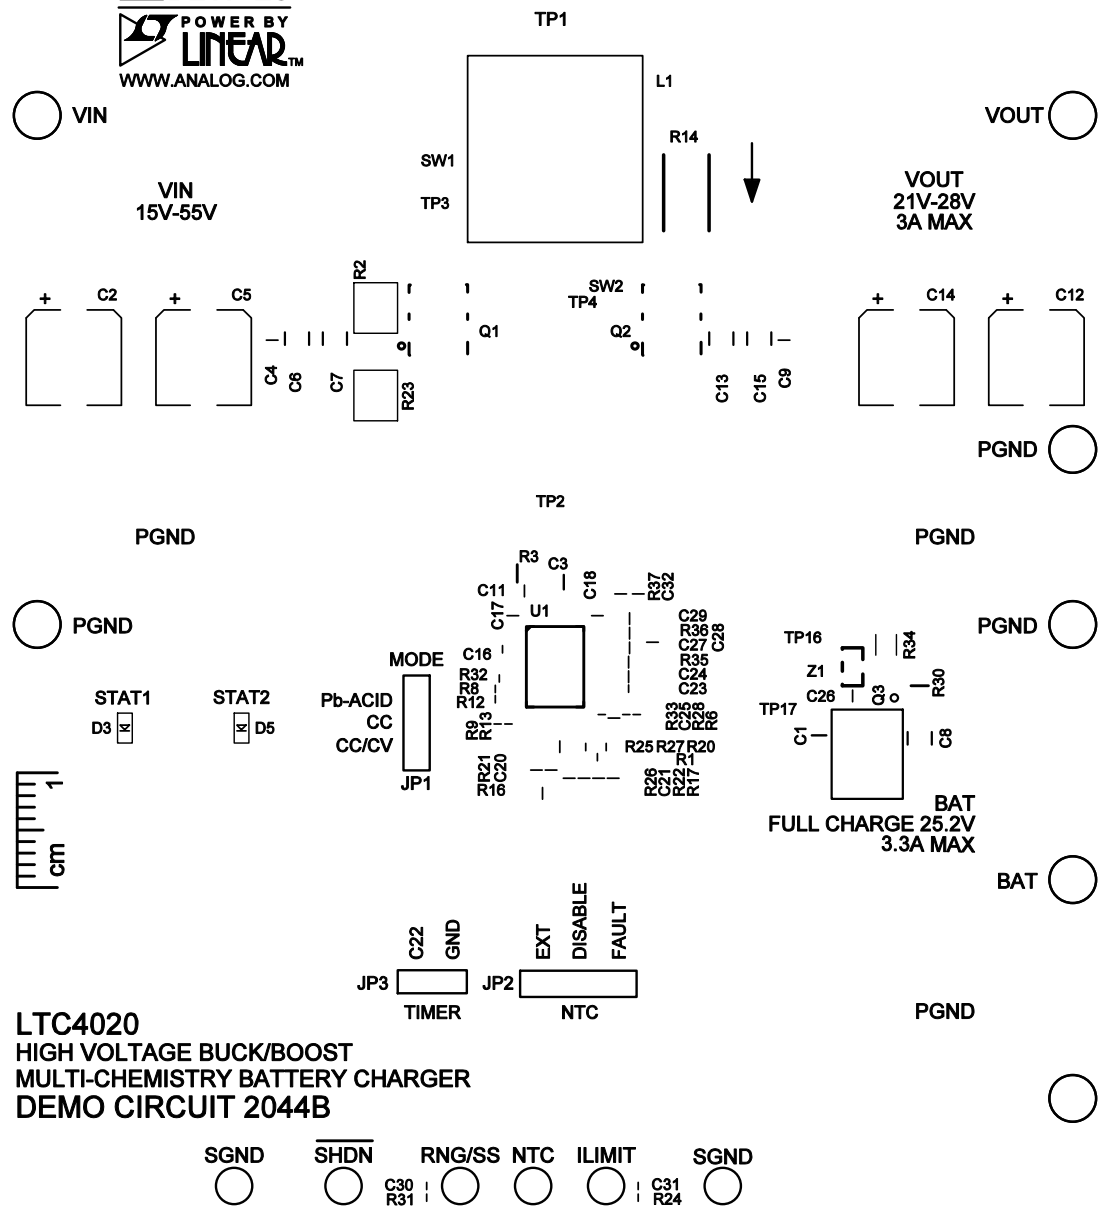 POWER BY
LINEAR™
WWW.ANALOG.COM
TP1
L1
VIN
VOUT
R14
SW1
TP3
VIN
15V-55V
VOUT
21V-28V
3A MAX
R2
SW2
TP4
+ C2
+ C5
Q1
Q2
+ C14
+ C12
C4
C6
C7
R23
C13
C15
C9
PGND
TP2
PGND
PGND
R3
C3
C11
C18
R37
C32
C17
U1
PGND
PGND
C29
R36
C27
C28
R35
C24
C23
C16
MODE
R32
R8
R12
Pb-ACID
CC
CC/CV
JP1
R9
R13
R33
C25
R28
R6
STAT1
STAT2
D3
D5
TP16
R34
Z1
C26
Q3
R30
TP17
C1
C8
R25 R27 R20
R1
R21
C20
R16
R26
C21
R22
R17
1
cm
BAT
FULL CHARGE 25.2V
3.3A MAX
BAT
C22
GND
EXT
DISABLE
FAULT
JP3
JP2
TIMER
NTC
PGND
LTC4020
HIGH VOLTAGE BUCK/BOOST
MULTI-CHEMISTRY BATTERY CHARGER
DEMO CIRCUIT 2044B
SGND
SHDN
RNG/SS
NTC
ILIMIT
SGND
C30
R31
C31
R24